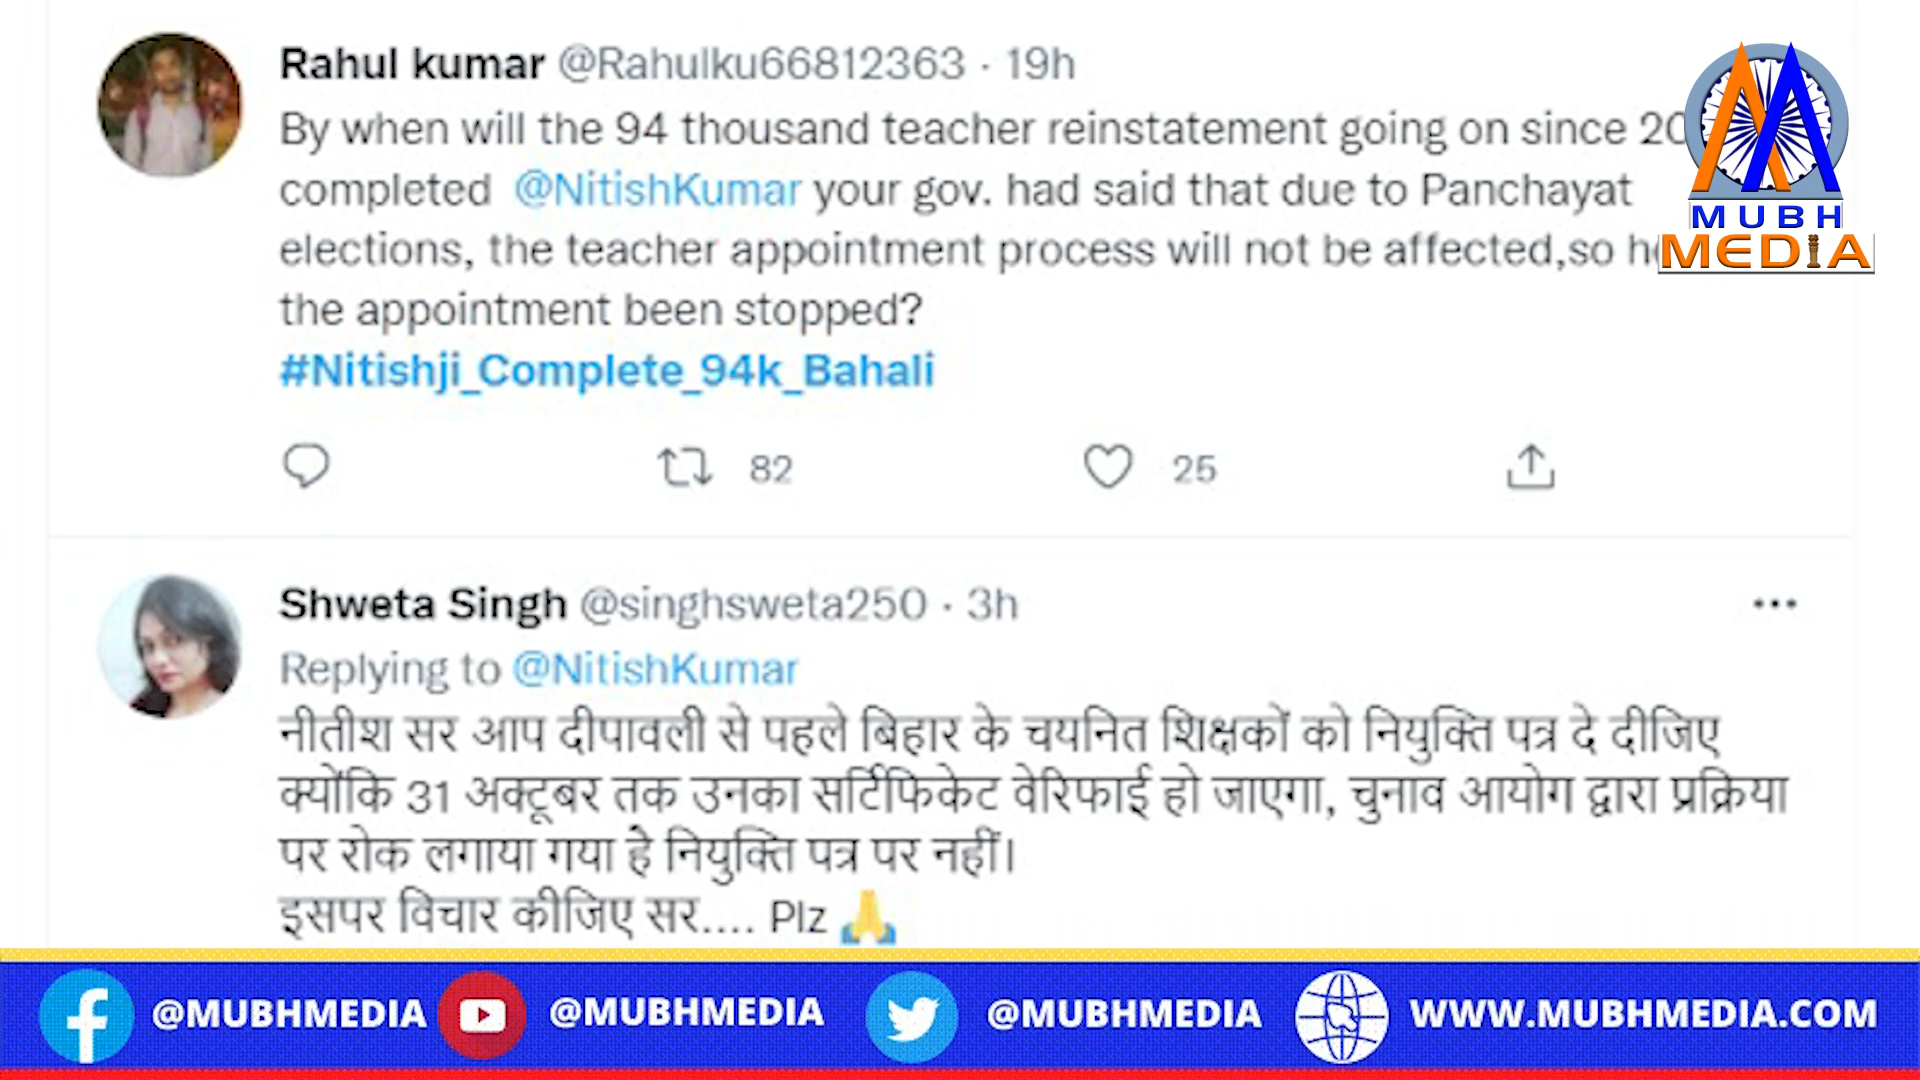 Rahul kumar @Rahulku66812363 · 19h
By when will the 94 thousand teacher reinstatement going on since
completed @NitishKumar your gov. had said that due to Panchayat
elections, the teacher appointment process will not be affected,so
the appointment been stopped?
#Nitishji_Complete_94k_Bahali
82 25
MUBH
MEDIA
Shweta Singh @singhsweta250 · 3h
Replying to @NitishKumar
नीतीश सर आप दीपावली से पहले बिहार के चयनित शिक्षकों को नियुक्ति पत्र दे दीजिए
क्योंकि 31 अक्टूबर तक उनका सर्टिफिकेट वेरिफाई हो जाएगा, चुनाव आयोग द्वारा प्रक्रिया
पर रोक लगाया गया है नियुक्ति पत्र पर नहीं।
इसपर विचार कीजिए सर.... Plz 🙏
@MUBHMEDIA @MUBHMEDIA @MUBHMEDIA WWW.MUBHMEDIA.COM